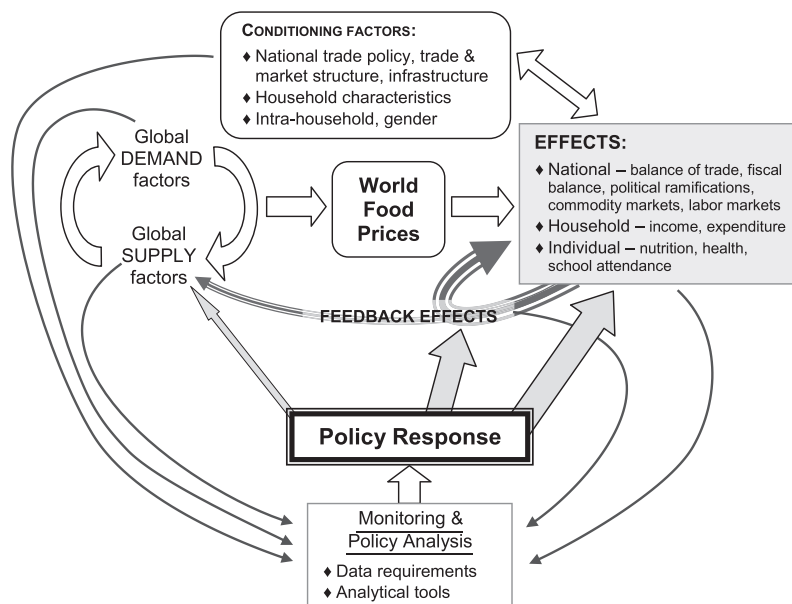 CONDITIONING FACTORS:
♦ National trade policy, trade &
market structure, infrastructure
♦ Household characteristics
♦ Intra-household, gender
Global
DEMAND
factors
Global
SUPPLY
factors
World
Food
Prices
EFFECTS:
♦ National – balance of trade, fiscal
balance, political ramifications,
commodity markets, labor markets
♦ Household – income, expenditure
♦ Individual – nutrition, health,
school attendance
FEEDBACK EFFECTS
Policy Response
Monitoring &
Policy Analysis
♦ Data requirements
♦ Analytical tools